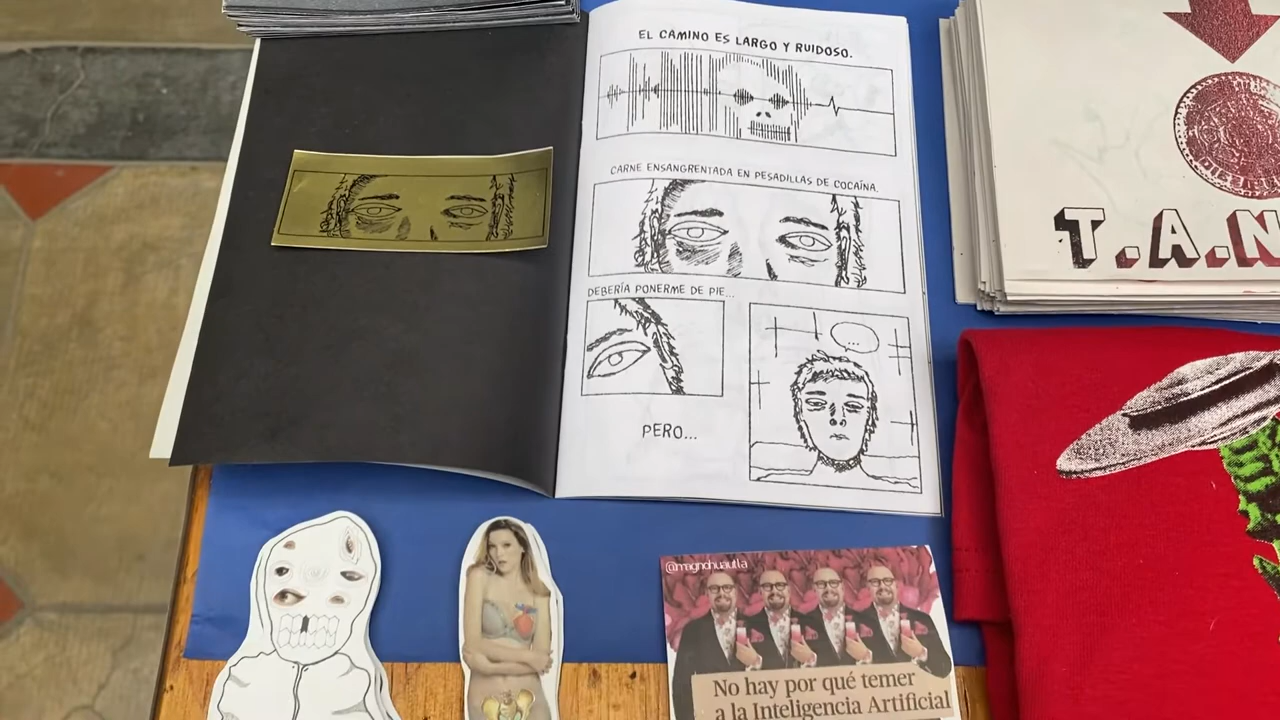 EL CAMINO ES LARGO Y RUIDOSO.
CARNE ENSANGRENTADA EN PESADILLAS DE COCAÍNA.
DEBERÍA PONERME DE PIE...
...
PERO...
T.A.N
@magnohuautla
No hay por qué temer
a la Inteligencia Artificial